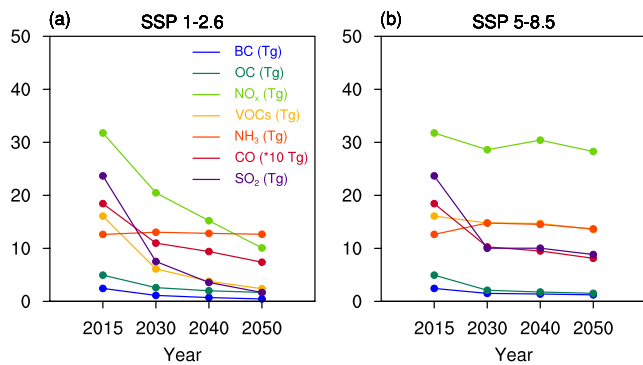 (a) SSP 1-2.6
50
40
30
20
10
0
BC (Tg)
OC (Tg)
NOₓ (Tg)
VOCs (Tg)
NH₃ (Tg)
CO (*10 Tg)
SO₂ (Tg)
2015 2030 2040 2050
Year
(b) SSP 5-8.5
50
40
30
20
10
0
2015 2030 2040 2050
Year